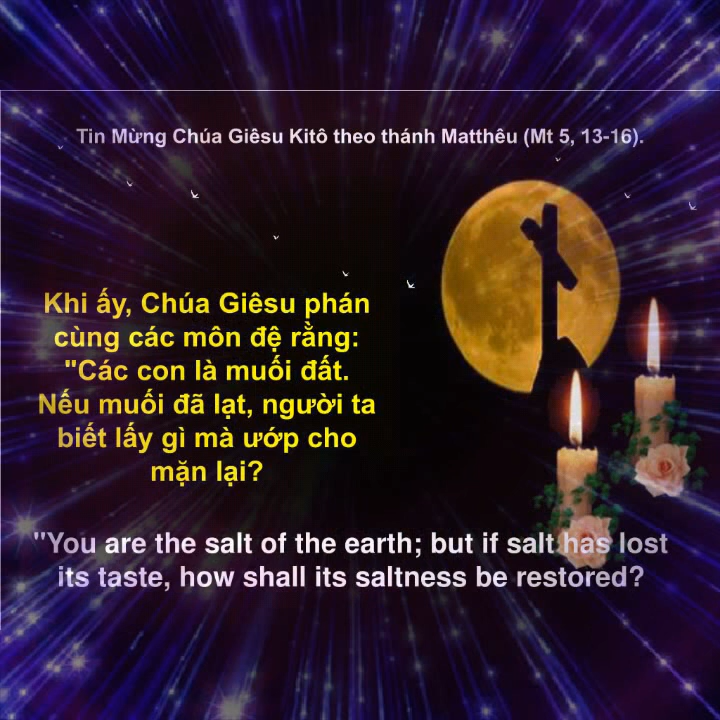 Tin Mừng Chúa Giêsu Kitô theo thánh Matthêu (Mt 5, 13-16).
Khi ấy, Chúa Giêsu phán
cùng các môn đệ rằng:
"Các con là muối đất.
Nếu muối đã lạt, người ta
biết lấy gì mà ướp cho
mặn lại?
"You are the salt of the earth; but if salt has lost
its taste, how shall its saltness be restored?